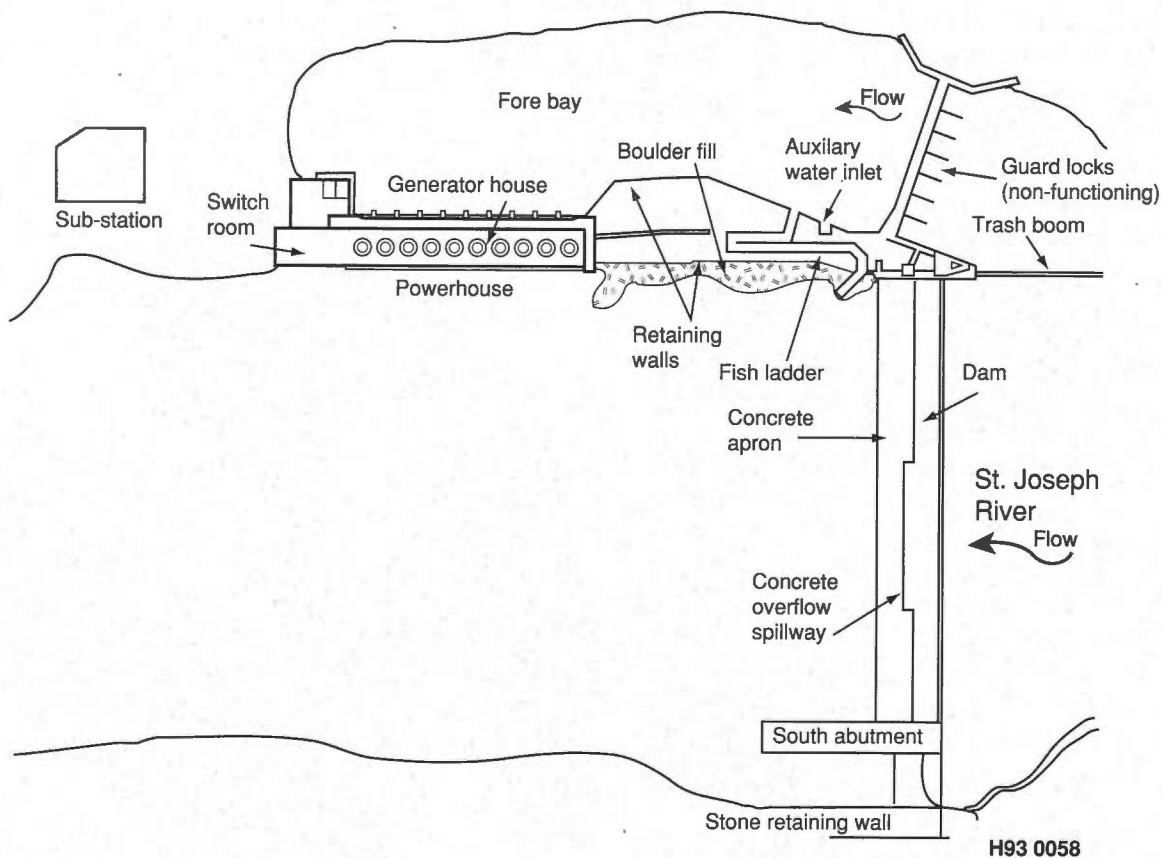 Fore bay
Flow
Auxilary
water inlet
Boulder fill
Guard locks
(non-functioning)
Generator house
Sub-station
Switch
room
Trash boom
Powerhouse
Retaining
walls
Fish ladder
Dam
Concrete
apron
St. Joseph
River
Flow
Concrete
overflow
spillway
South abutment
Stone retaining wall
H93 0058